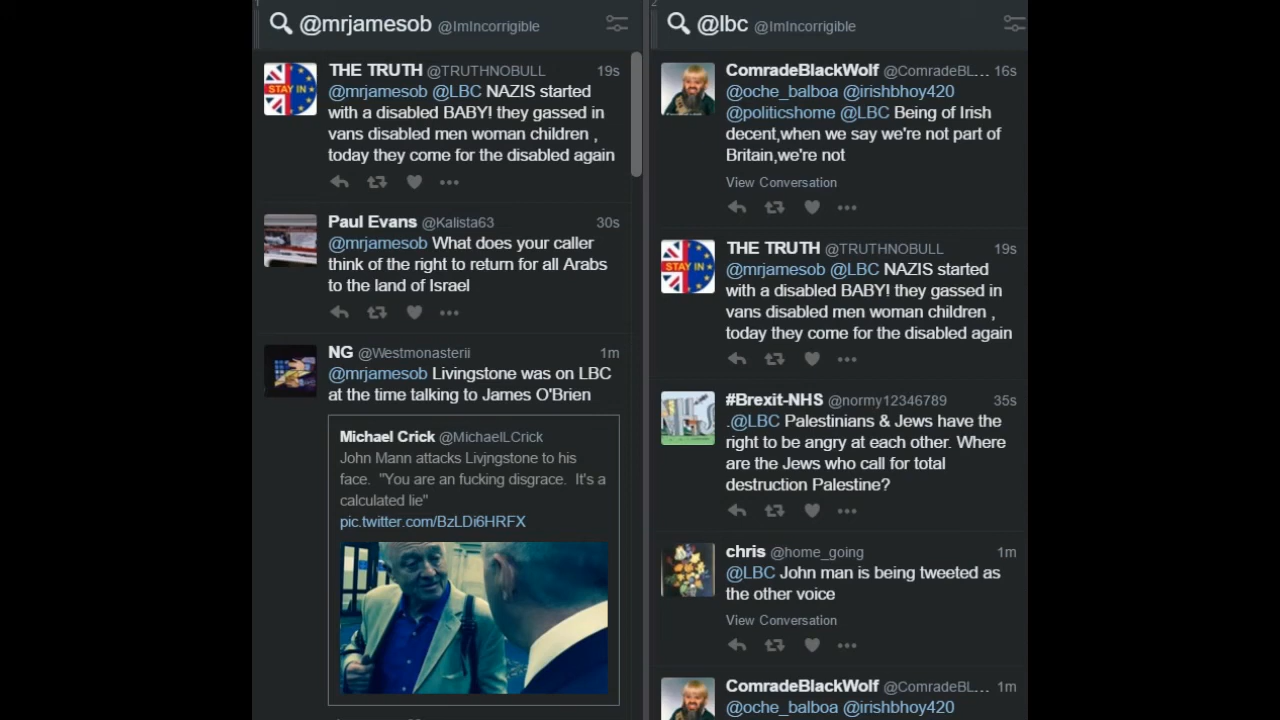 1
@mrjamesob @ImIncorrigible
THE TRUTH @TRUTHNOBULL 19s
STAY IN
@mrjamesob @LBC NAZIS started
with a disabled BABY! they gassed in
vans disabled men woman children ,
today they come for the disabled again
Paul Evans @Kalista63 30s
@mrjamesob What does your caller
think of the right to return for all Arabs
to the land of Israel
NG @Westmonasterii 1m
@mrjamesob Livingstone was on LBC
at the time talking to James O'Brien
Michael Crick @MichaelLCrick
John Mann attacks Livjngstone to his
face. "You are an fucking disgrace. It's a
calculated lie"
pic.twitter.com/BzLDi6HRFX
2
@lbc @ImIncorrigible
ComradeBlackWolf @ComradeBL... 16s
@oche_balboa @irishbhoy420
@politicshome @LBC Being of Irish
decent,when we say we're not part of
Britain,we're not
View Conversation
THE TRUTH @TRUTHNOBULL 19s
STAY IN
@mrjamesob @LBC NAZIS started
with a disabled BABY! they gassed in
vans disabled men woman children ,
today they come for the disabled again
#Brexit-NHS @normy12346789 35s
.@LBC Palestinians & Jews have the
right to be angry at each other. Where
are the Jews who call for total
destruction Palestine?
chris @home_going 1m
@LBC John man is being tweeted as
the other voice
View Conversation
ComradeBlackWolf @ComradeBL... 1m
@oche_balboa @irishbhoy420